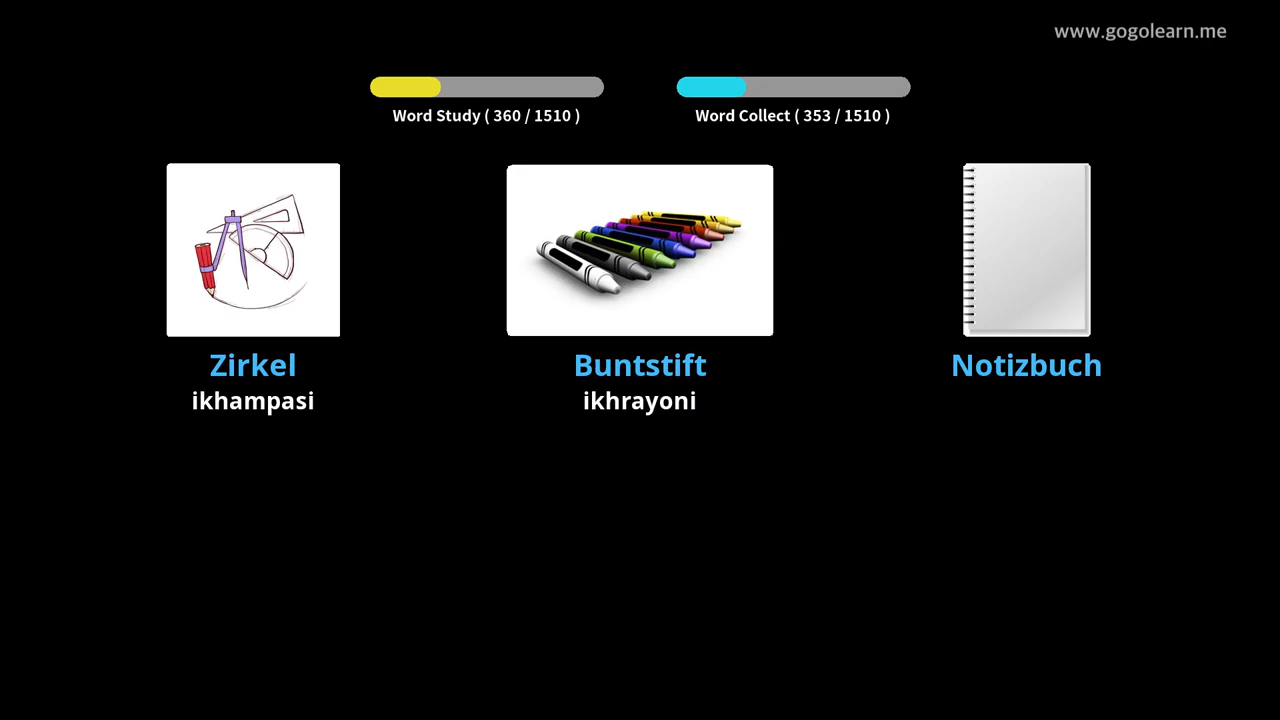 www.gogolearn.me
Word Study ( 360 / 1510 )
Word Collect ( 353 / 1510 )
Zirkel
ikhampasi
Buntstift
ikhrayoni
Notizbuch